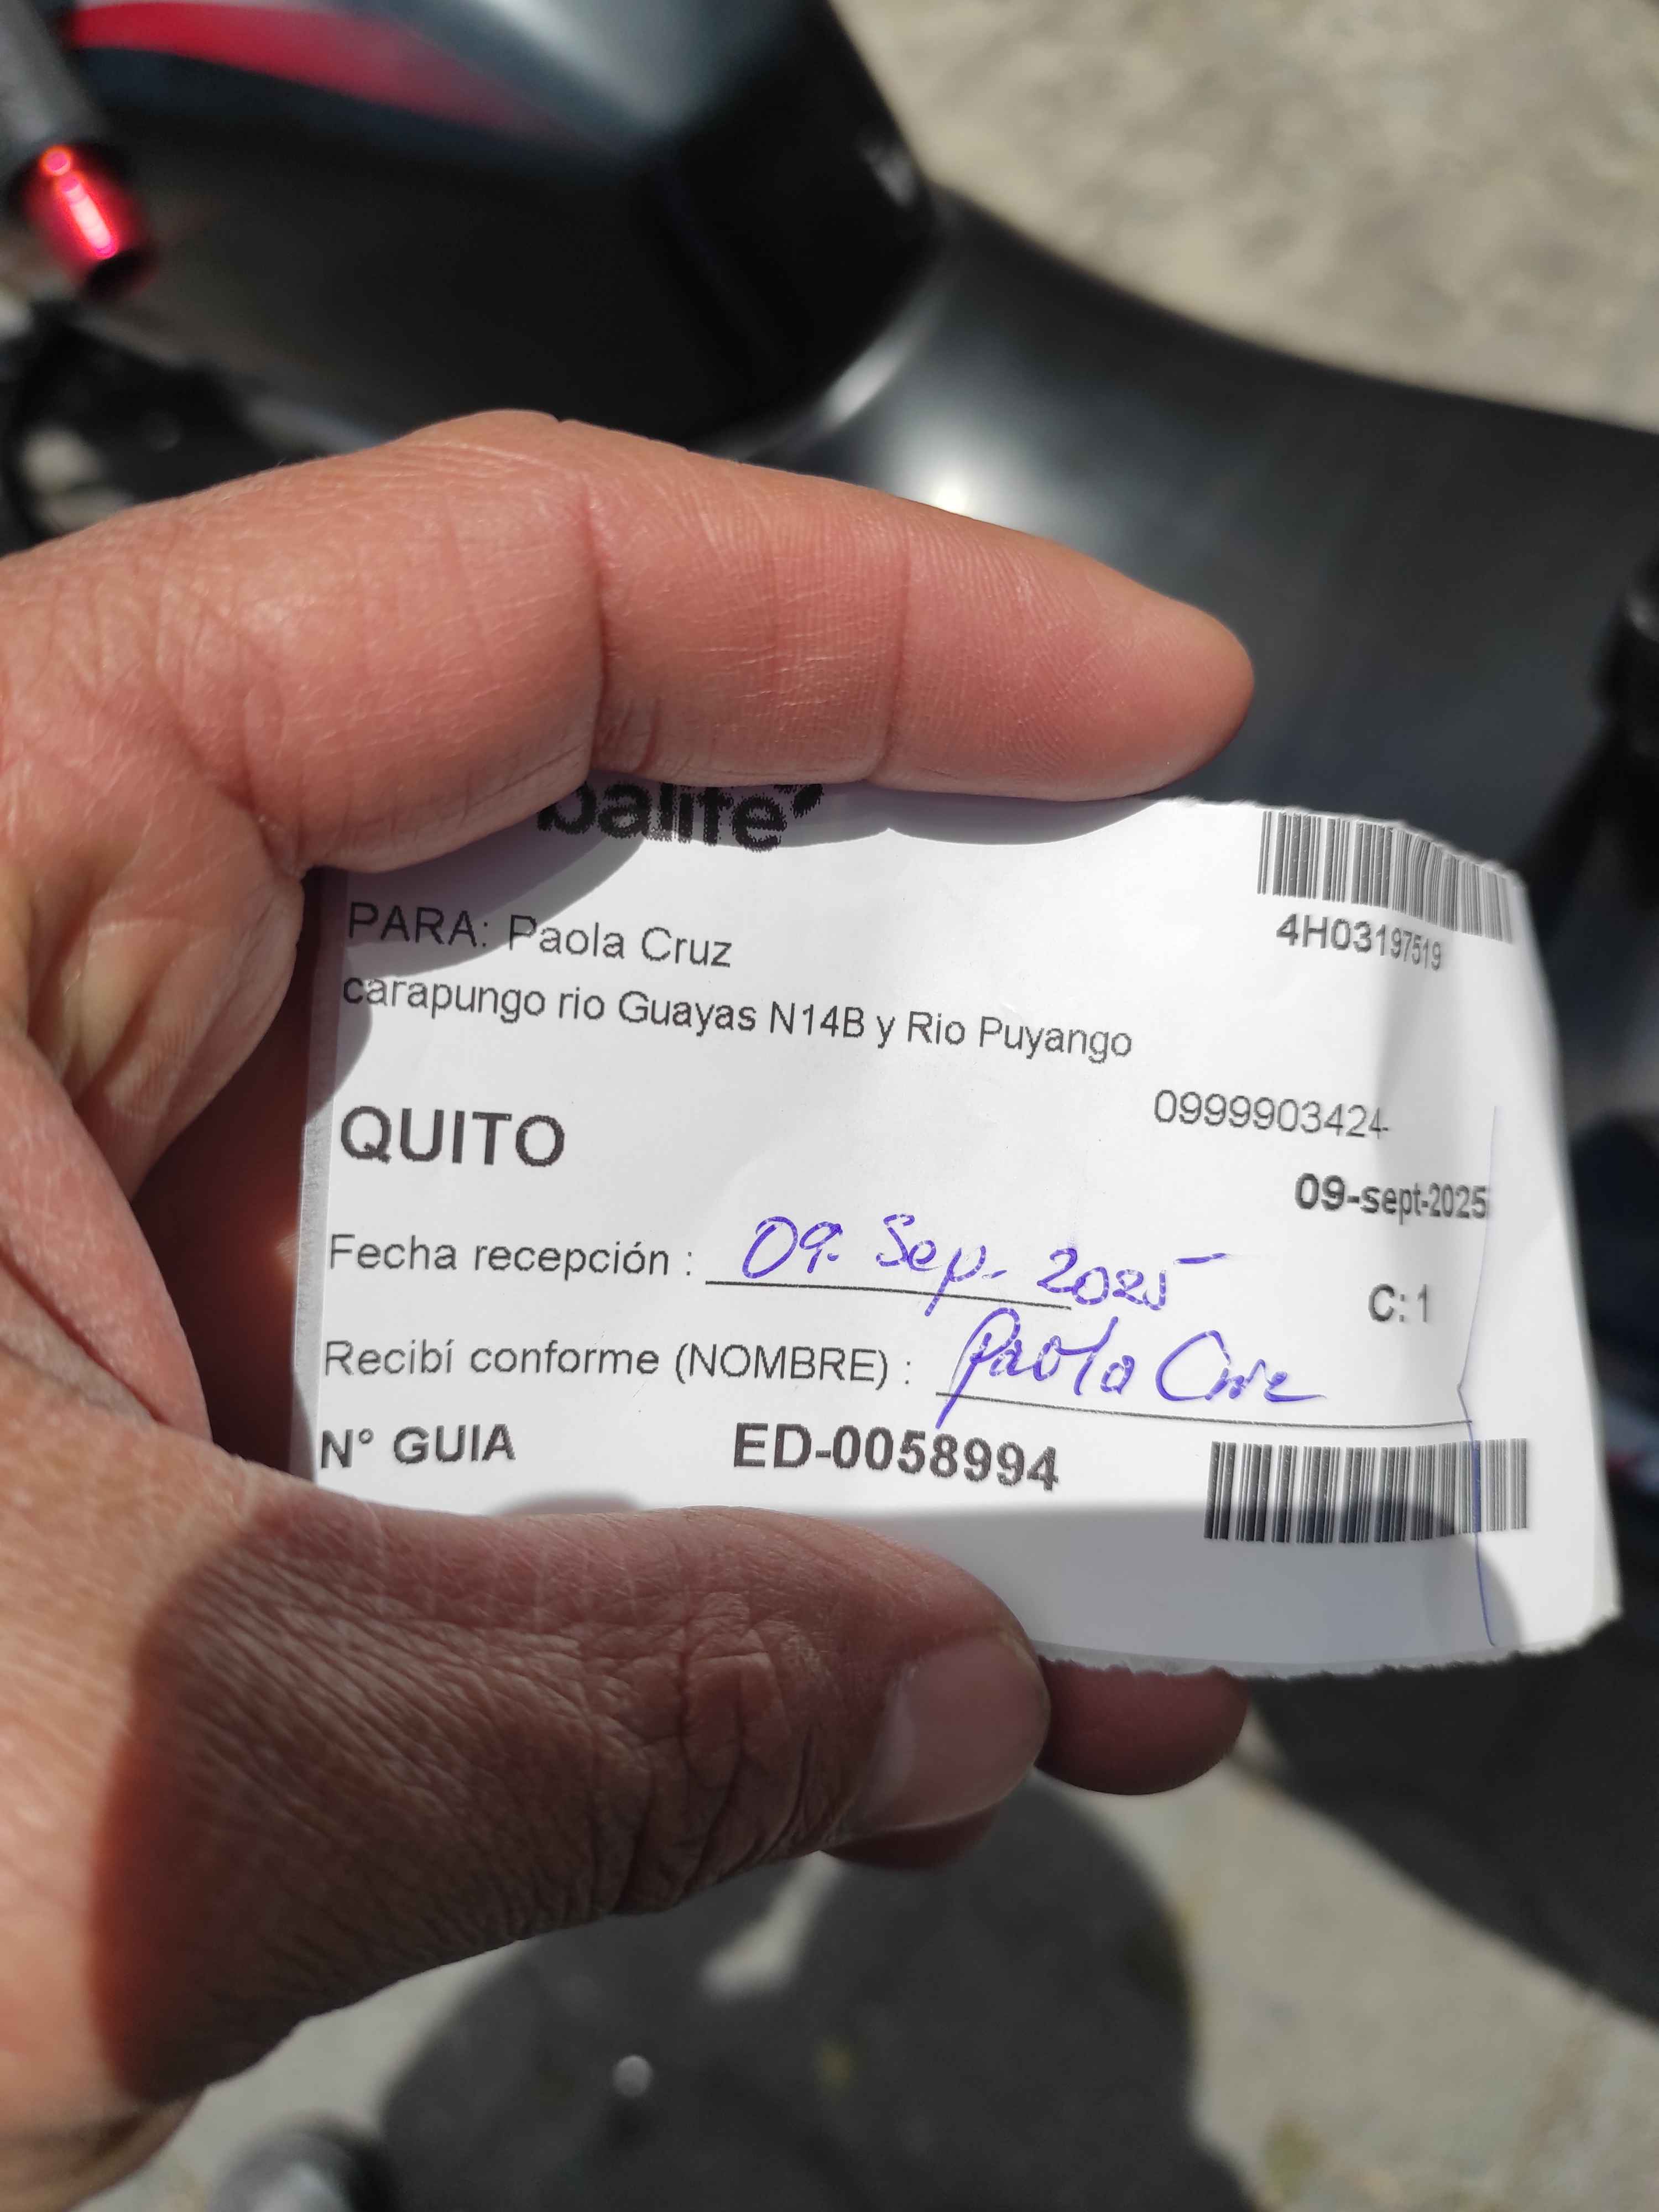 balife
4H03197519
PARA: Paola Cruz
carapungo rio Guayas N14B y Rio Puyango
0999903424
QUITO
09-sept-2025
Fecha recepción : 09. Sep. 2025
C: 1
Recibí conforme (NOMBRE) : Paola Cruz
N° GUIA ED-0058994